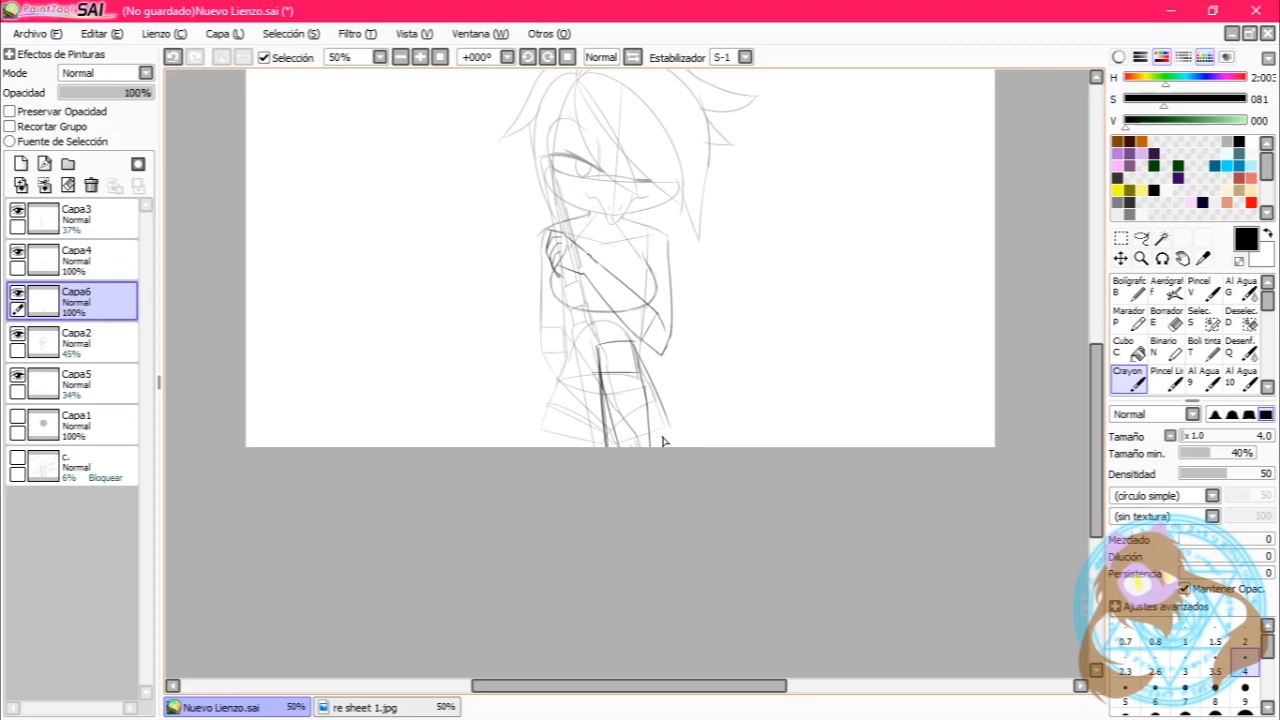 PaintTool SAI (No guardado)Nuevo Lienzo.sai (*)
Archivo (F) Editar (E) Lienzo (C) Capa (L) Selección (S) Filtro (T) Vista (V) Ventana (W) Otros (O)
Efectos de Pinturas
Selección 50% +000° Normal Estabilizador S-1
Mode Normal
Opacidad 100%
Preservar Opacidad
Recortar Grupo
Fuente de Selección
Capa3
Normal
37%
Capa4
Normal
100%
Capa6
Normal
100%
Capa2
Normal
45%
Capa5
Normal
34%
Capa1
Normal
100%
c.
Normal
6% Bloquear
H
S 081
V 000
Bolígrafo Aerógraf Pincel Al Agua
B f V G
Marador Borrador Selec. Deselec.
P E S D
Cubo Binario Boli tinta Desenf.
C N T Q
Crayon Pincel Li Al Agua Al Agua
9 10
Normal
Tamaño x 1.0 4.0
Tamaño min. 40%
Densitidad 50
(círculo simple) 50
(sin textura) 100
Mezclado 0
Dilución 0
Persistencia 0
Mantener Opac.
Ajustes avanzados
0.7 0.8 1 1.5 2
2.3 2.6 3 3.5 4
5 6 7 8 9
Nuevo Lienzo.sai 50% re sheet 1.jpg 50%